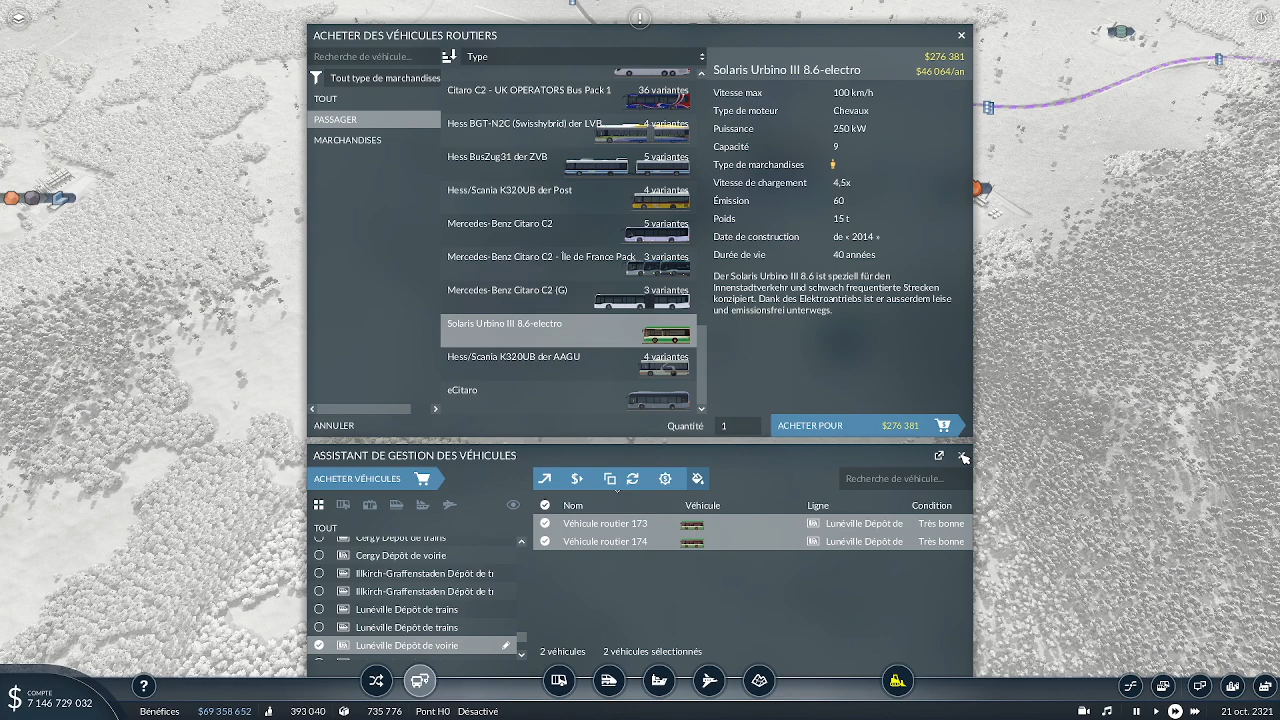 ACHETER DES VÉHICULES ROUTIERS
Recherche de véhicule...
Type
Tout type de marchandises
TOUT
PASSAGER
MARCHANDISES
Citaro C2 - UK OPERATORS Bus Pack 1 36 variantes
Hess BGT-N2C (Swisshybrid) der LVB 4 variantes
Hess BusZug31 der ZVB 5 variantes
Hess/Scania K320UB der Post 4 variantes
Mercedes-Benz Citaro C2 5 variantes
Mercedes-Benz Citaro C2 - Île de France Pack 3 variantes
Mercedes-Benz Citaro C2 (G) 3 variantes
Solaris Urbino III 8.6-electro
Hess/Scania K320UB der AAGU 4 variantes
eCitaro
ANNULER
Quantité 1
$276 381
Solaris Urbino III 8.6-electro
$46 064/an
Vitesse max 100 km/h
Type de moteur Chevaux
Puissance 250 kW
Capacité 9
Type de marchandises
Vitesse de chargement 4,5x
Émission 60
Poids 15 t
Date de construction de « 2014 »
Durée de vie 40 années
Der Solaris Urbino III 8.6 ist speziell für den
Innenstadtverkehr und schwach frequentierte Strecken
konzipiert. Dank des Elektroantriebs ist er ausserdem leise
und emissionsfrei unterwegs.
ACHETER POUR $276 381
ASSISTANT DE GESTION DES VÉHICULES
ACHETER VÉHICULES
Recherche de véhicule...
TOUT
Cergy Dépôt de trains
Cergy Dépôt de voirie
Illkirch-Graffenstaden Dépôt de tr
Illkirch-Graffenstaden Dépôt de tr
Lunéville Dépôt de trains
Lunéville Dépôt de trains
Lunéville Dépôt de voirie
Nom Véhicule Ligne Condition
Véhicule routier 173 Lunéville Dépôt de Très bonne
Véhicule routier 174 Lunéville Dépôt de Très bonne
2 véhicules 2 véhicules sélectionnés
COMPTE
$ 7 146 729 032
?
Bénéfices $69 358 652 393 040 735 776 Pont H0 Désactivé
21 oct. 2021